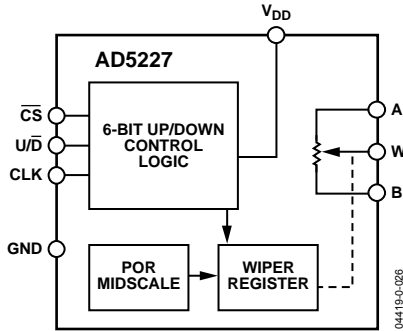 VDD
AD5227
CS
U/D
CLK
GND
6-BIT UP/DOWN
CONTROL
LOGIC
A
W
B
POR
MIDSCALE
WIPER
REGISTER
04419-0-026